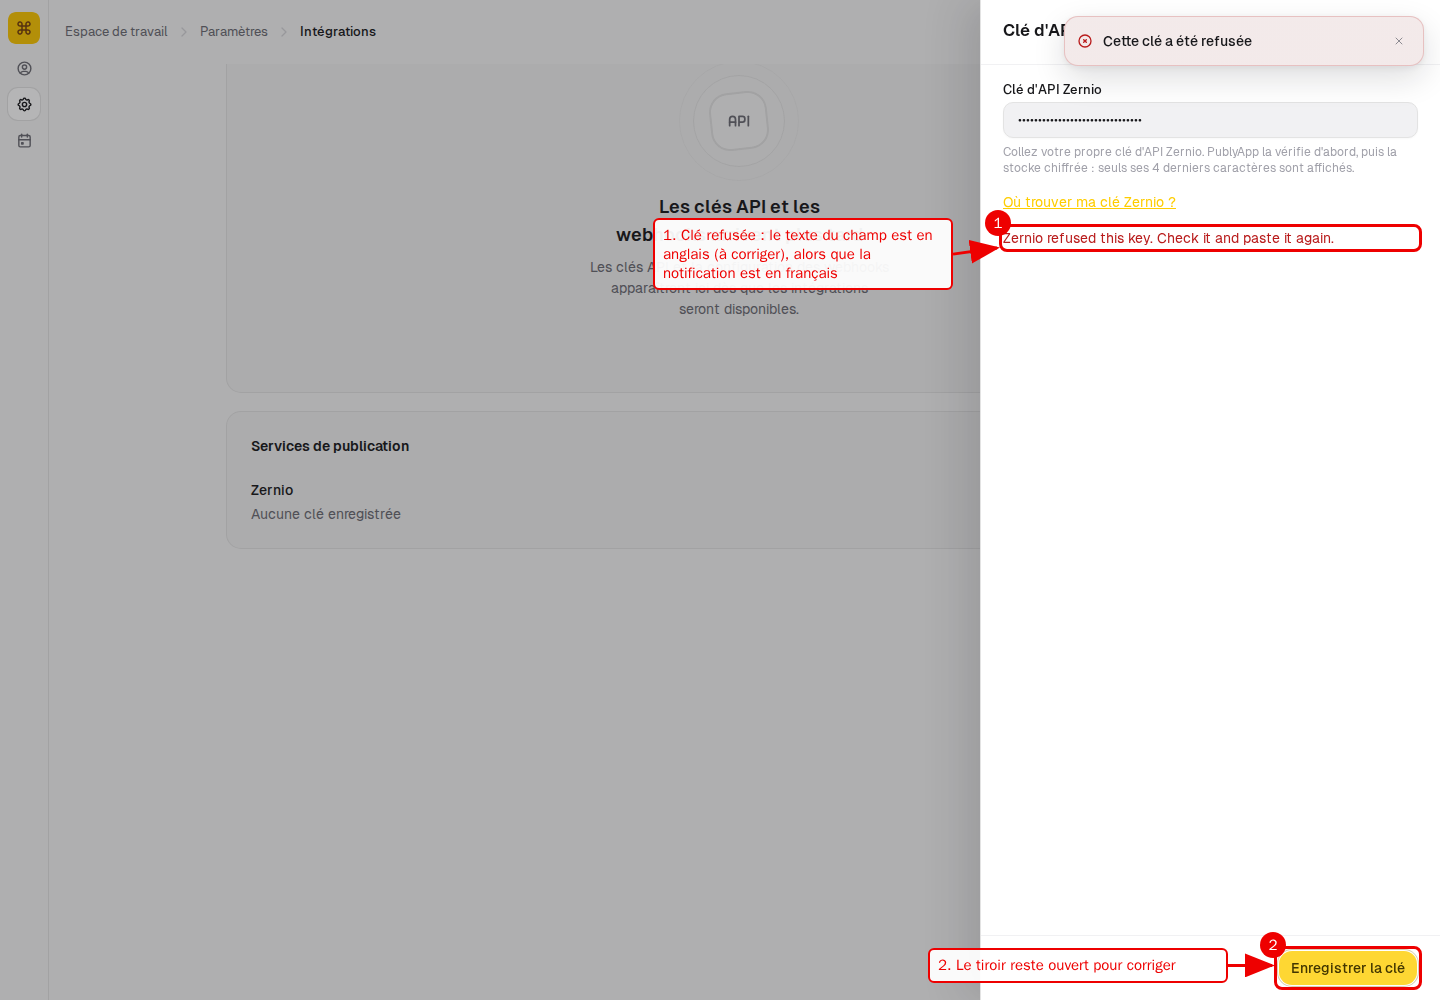 Espace de travail
Paramètres
Intégrations
Clé d'AP
Cette clé a été refusée
Clé d'API Zernio
Collez votre propre clé d'API Zernio. PublyApp la vérifie d'abord, puis la
stocke chiffrée : seuls ses 4 derniers caractères sont affichés.
Où trouver ma clé Zernio ?
1
Zernio refused this key. Check it and paste it again.
API
Les clés API et les
web
1. Clé refusée : le texte du champ est en
anglais (à corriger), alors que la
notification est en français
Les clés A
seront disponibles.
Services de publication
Zernio
Aucune clé enregistrée
2
2. Le tiroir reste ouvert pour corriger
Enregistrer la clé